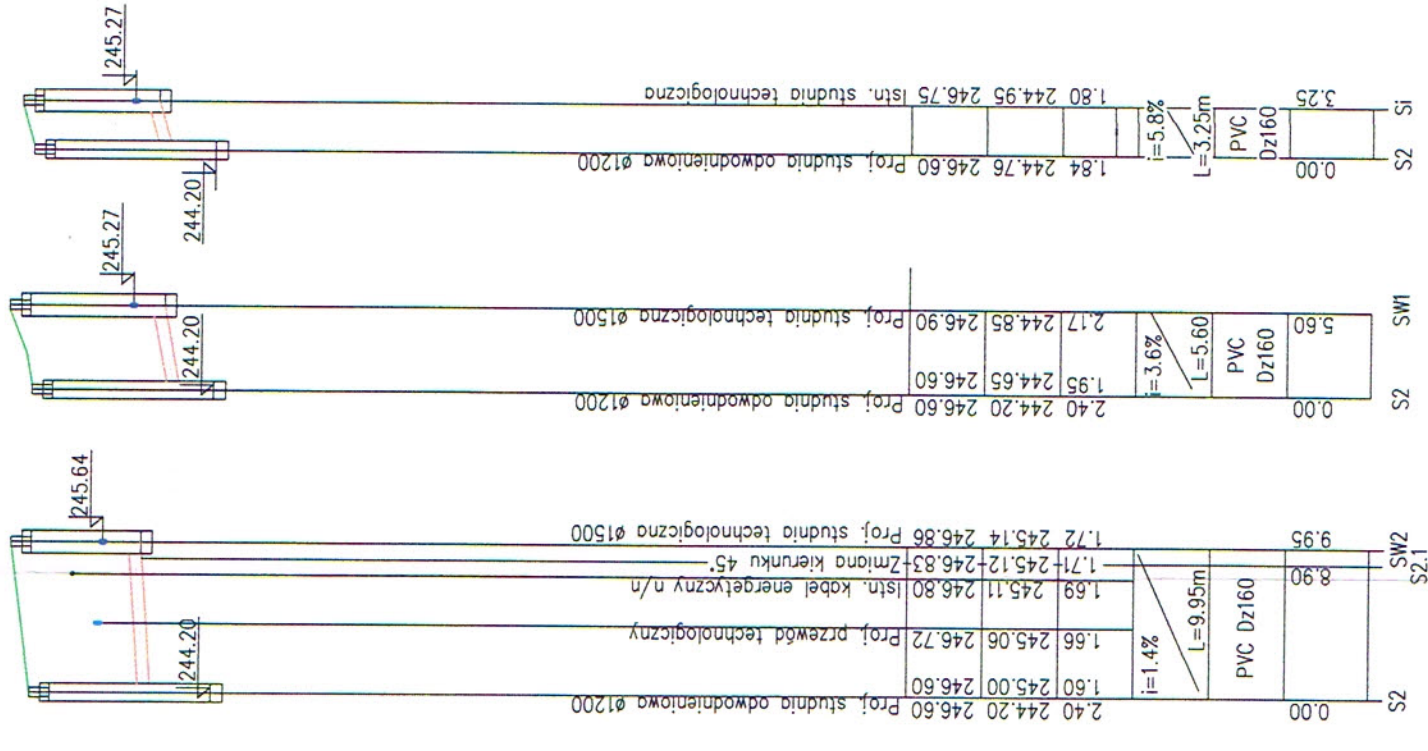 245.27
244.20
1.80 244.95 246.75 Istn. studnia technologiczna
1.84 244.76 246.60 Proj. studnia odwodnieniowa ø1200
i=5.8%
L=3.25m
PVC
Dz160
3.25
0.00
Si
S2
245.27
244.20
2.17 244.85 246.90 Proj. studnia technologiczna ø1500
1.95 244.65 246.60
2.40 244.20 246.60 Proj. studnia odwodnieniowa ø1200
i=3.6%
L=5.60
PVC
Dz160
5.60
0.00
SW1
S2
245.64
244.20
1.72 245.14 246.86 Proj. studnia technologiczna ø1500
1.71 245.12 246.83 Zmiana kierunku 45°
1.69 245.11 246.80 Istn. kabel energetyczny n/n
1.66 245.06 246.72 Proj. przewód technologiczny
1.60 245.00 246.60
2.40 244.20 246.60 Proj. studnia odwodnieniowa ø1200
i=1.4%
L=9.95m
PVC Dz160
9.95
8.90
0.00
SW2
S2.1
S2